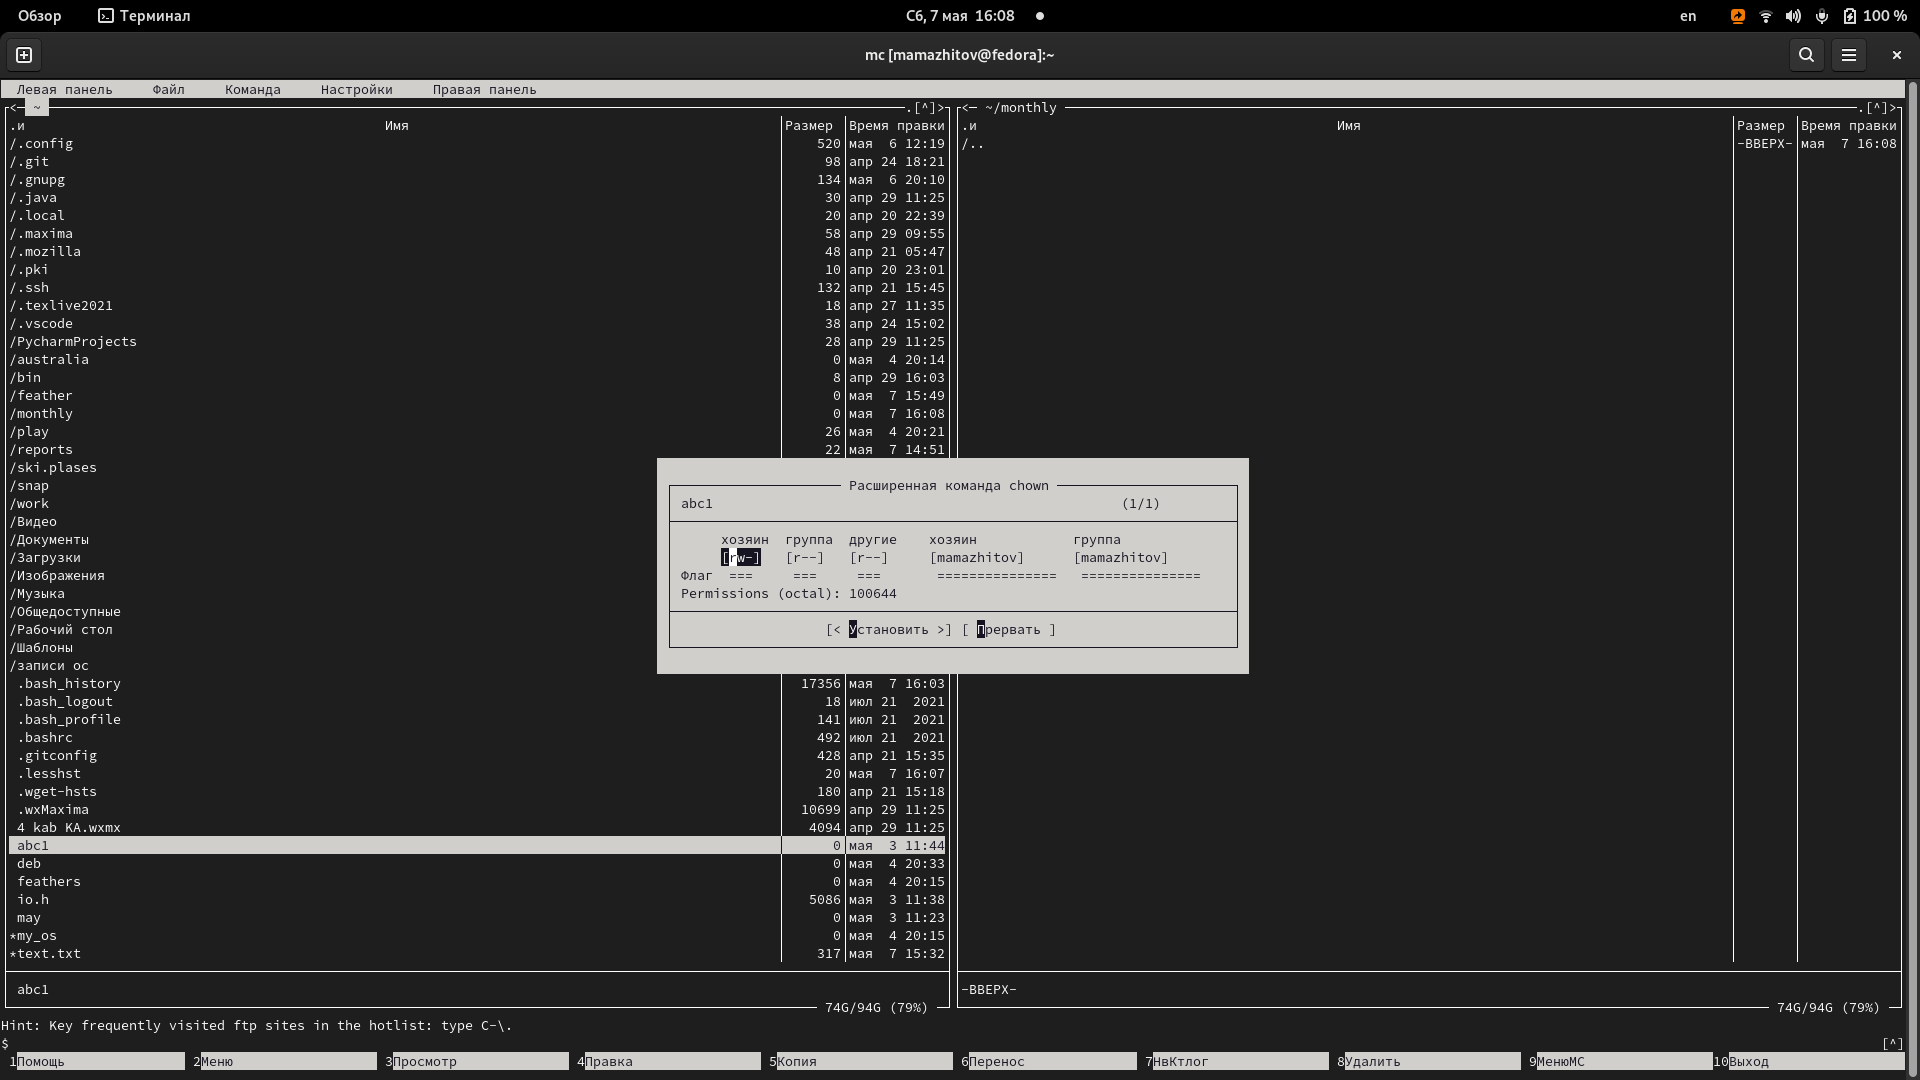 Обзор Терминал Сб, 7 мая 16:08 en 100 %
mc [mamazhitov@fedora]:~
Левая панель Файл Команда Настройки Правая панель
<─ ~ .[^]> <─ ~/monthly .[^]>
.и Имя Размер Время правки .и Имя Размер Время правки
/.config 520 мая 6 12:19 /.. -ВВЕРХ- мая 7 16:08
/.git 98 апр 24 18:21
/.gnupg 134 мая 6 20:10
/.java 30 апр 29 11:25
/.local 20 апр 20 22:39
/.maxima 58 апр 29 09:55
/.mozilla 48 апр 21 05:47
/.pki 10 апр 20 23:01
/.ssh 132 апр 21 15:45
/.texlive2021 18 апр 27 11:35
/.vscode 38 апр 24 15:02
/PycharmProjects 28 апр 29 11:25
/australia 0 мая 4 20:14
/bin 8 апр 29 16:03
/feather 0 мая 7 15:49
/monthly 0 мая 7 16:08
/play 26 мая 4 20:21
/reports 22 мая 7 14:51
/ski.plases
/snap
/work
/Видео
/Документы
/Загрузки
/Изображения
/Музыка
/Общедоступные
/Рабочий стол
/Шаблоны
/записи ос
.bash_history 17356 мая 7 16:03
.bash_logout 18 июл 21 2021
.bash_profile 141 июл 21 2021
.bashrc 492 июл 21 2021
.gitconfig 428 апр 21 15:35
.lesshst 20 мая 7 16:07
.wget-hsts 180 апр 21 15:18
.wxMaxima 10699 апр 29 11:25
4 kab KA.wxmx 4094 апр 29 11:25
abc1 0 мая 3 11:44
deb 0 мая 4 20:33
feathers 0 мая 4 20:15
io.h 5086 мая 3 11:38
may 0 мая 3 11:23
*my_os 0 мая 4 20:15
*text.txt 317 мая 7 15:32
Расширенная команда chown
abc1 (1/1)
хозяин группа другие хозяин группа
[rw-] [r--] [r--] [mamazhitov] [mamazhitov]
Флаг === === === =============== ===============
Permissions (octal): 100644
[< Установить >] [ Прервать ]
abc1 -ВВЕРХ-
74G/94G (79%) 74G/94G (79%)
Hint: Key frequently visited ftp sites in the hotlist: type C-\.
$ [^]
1Помощь 2Меню 3Просмотр 4Правка 5Копия 6Перенос 7НвКтлог 8Удалить 9МенюМС 10Выход